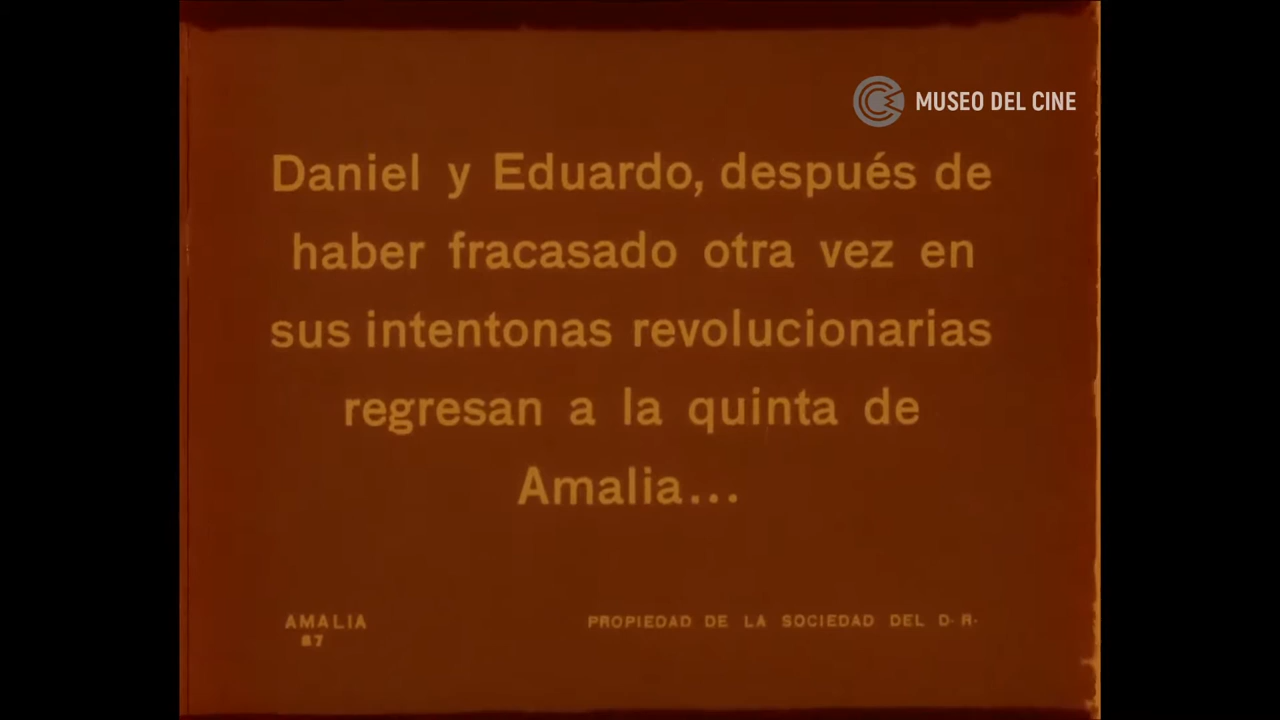 MUSEO DEL CINE
Daniel y Eduardo, después de
haber fracasado otra vez en
sus intentonas revolucionarias
regresan a la quinta de
Amalia...
AMALIA PROPIEDAD DE LA SOCIEDAD DEL D. R.
67